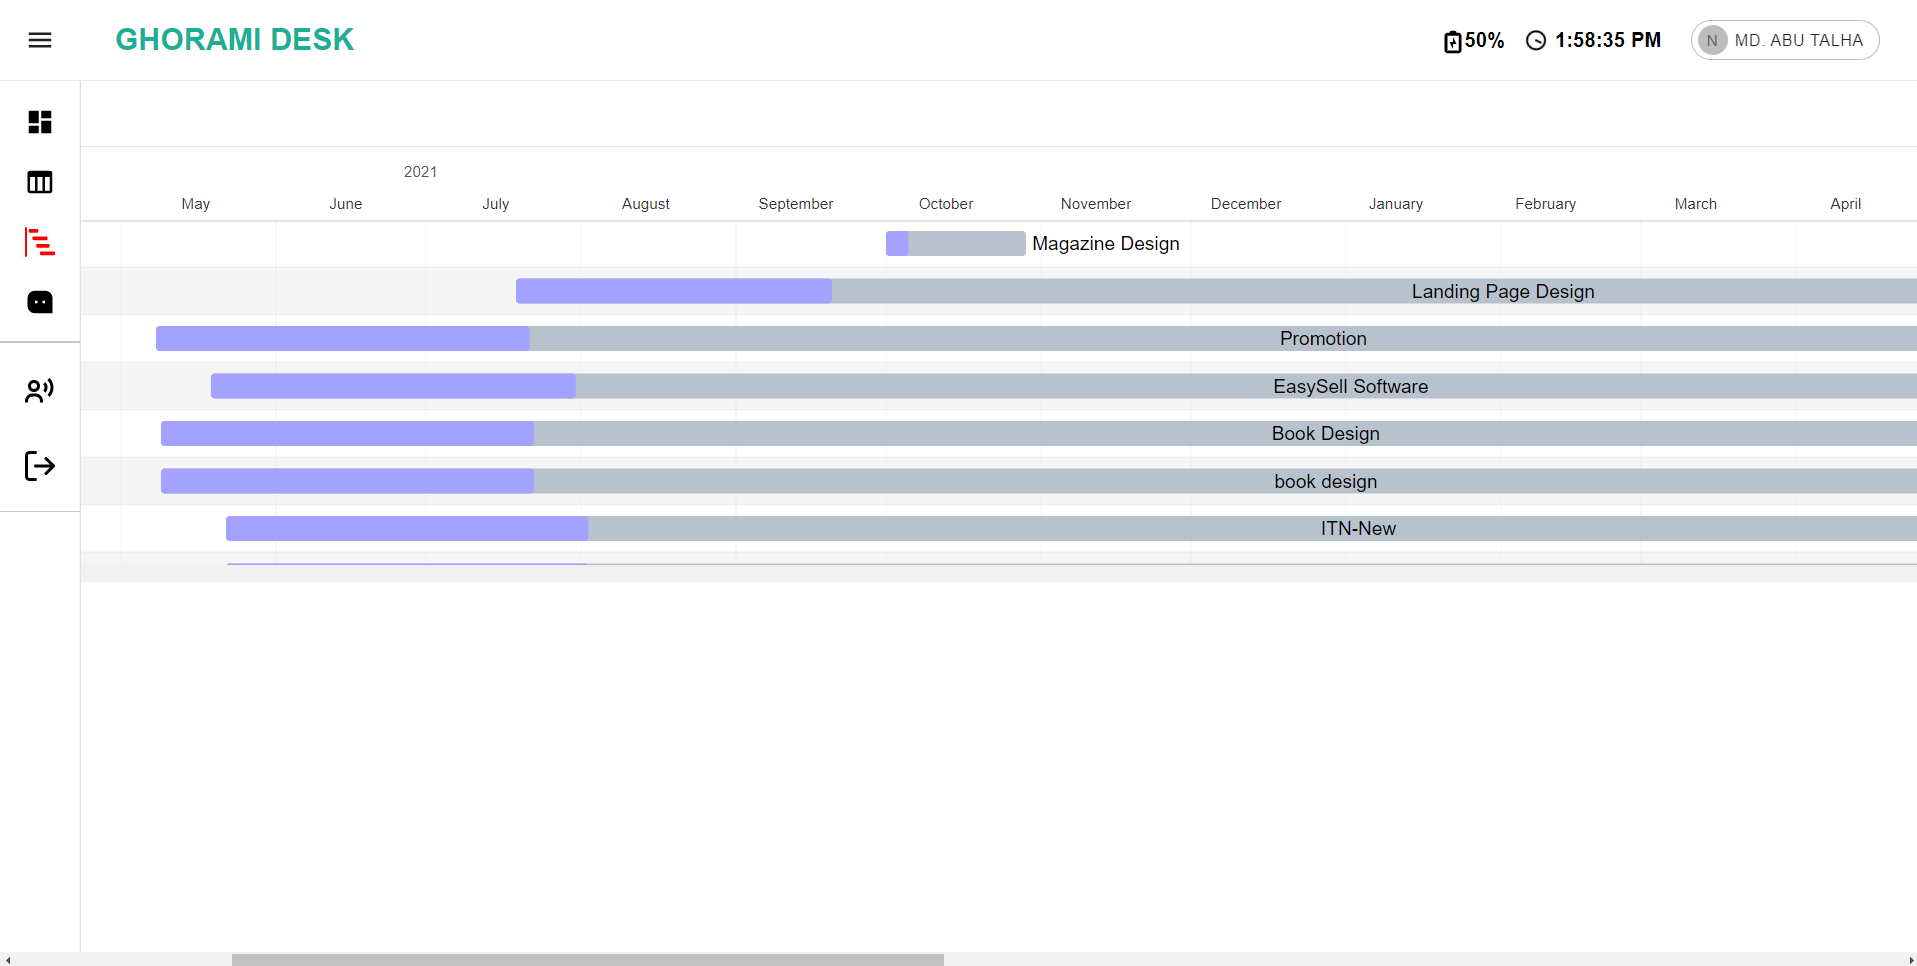 GHORAMI DESK
50%
1:58:35 PM
N
MD. ABU TALHA
2021
May June July August September October November December January February March April
Magazine Design
Landing Page Design
Promotion
EasySell Software
Book Design
book design
ITN-New